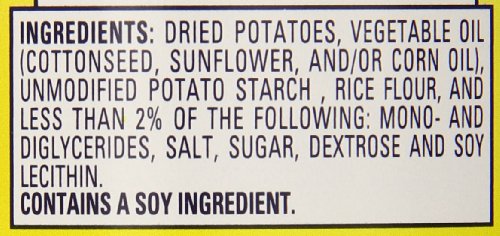 INGREDIENTS: DRIED POTATOES, VEGETABLE OIL
(COTTONSEED, SUNFLOWER, AND/OR CORN OIL),
UNMODIFIED POTATO STARCH , RICE FLOUR, AND
LESS THAN 2% OF THE FOLLOWING: MONO- AND
DIGLYCERIDES, SALT, SUGAR, DEXTROSE AND SOY
LECITHIN.
CONTAINS A SOY INGREDIENT.